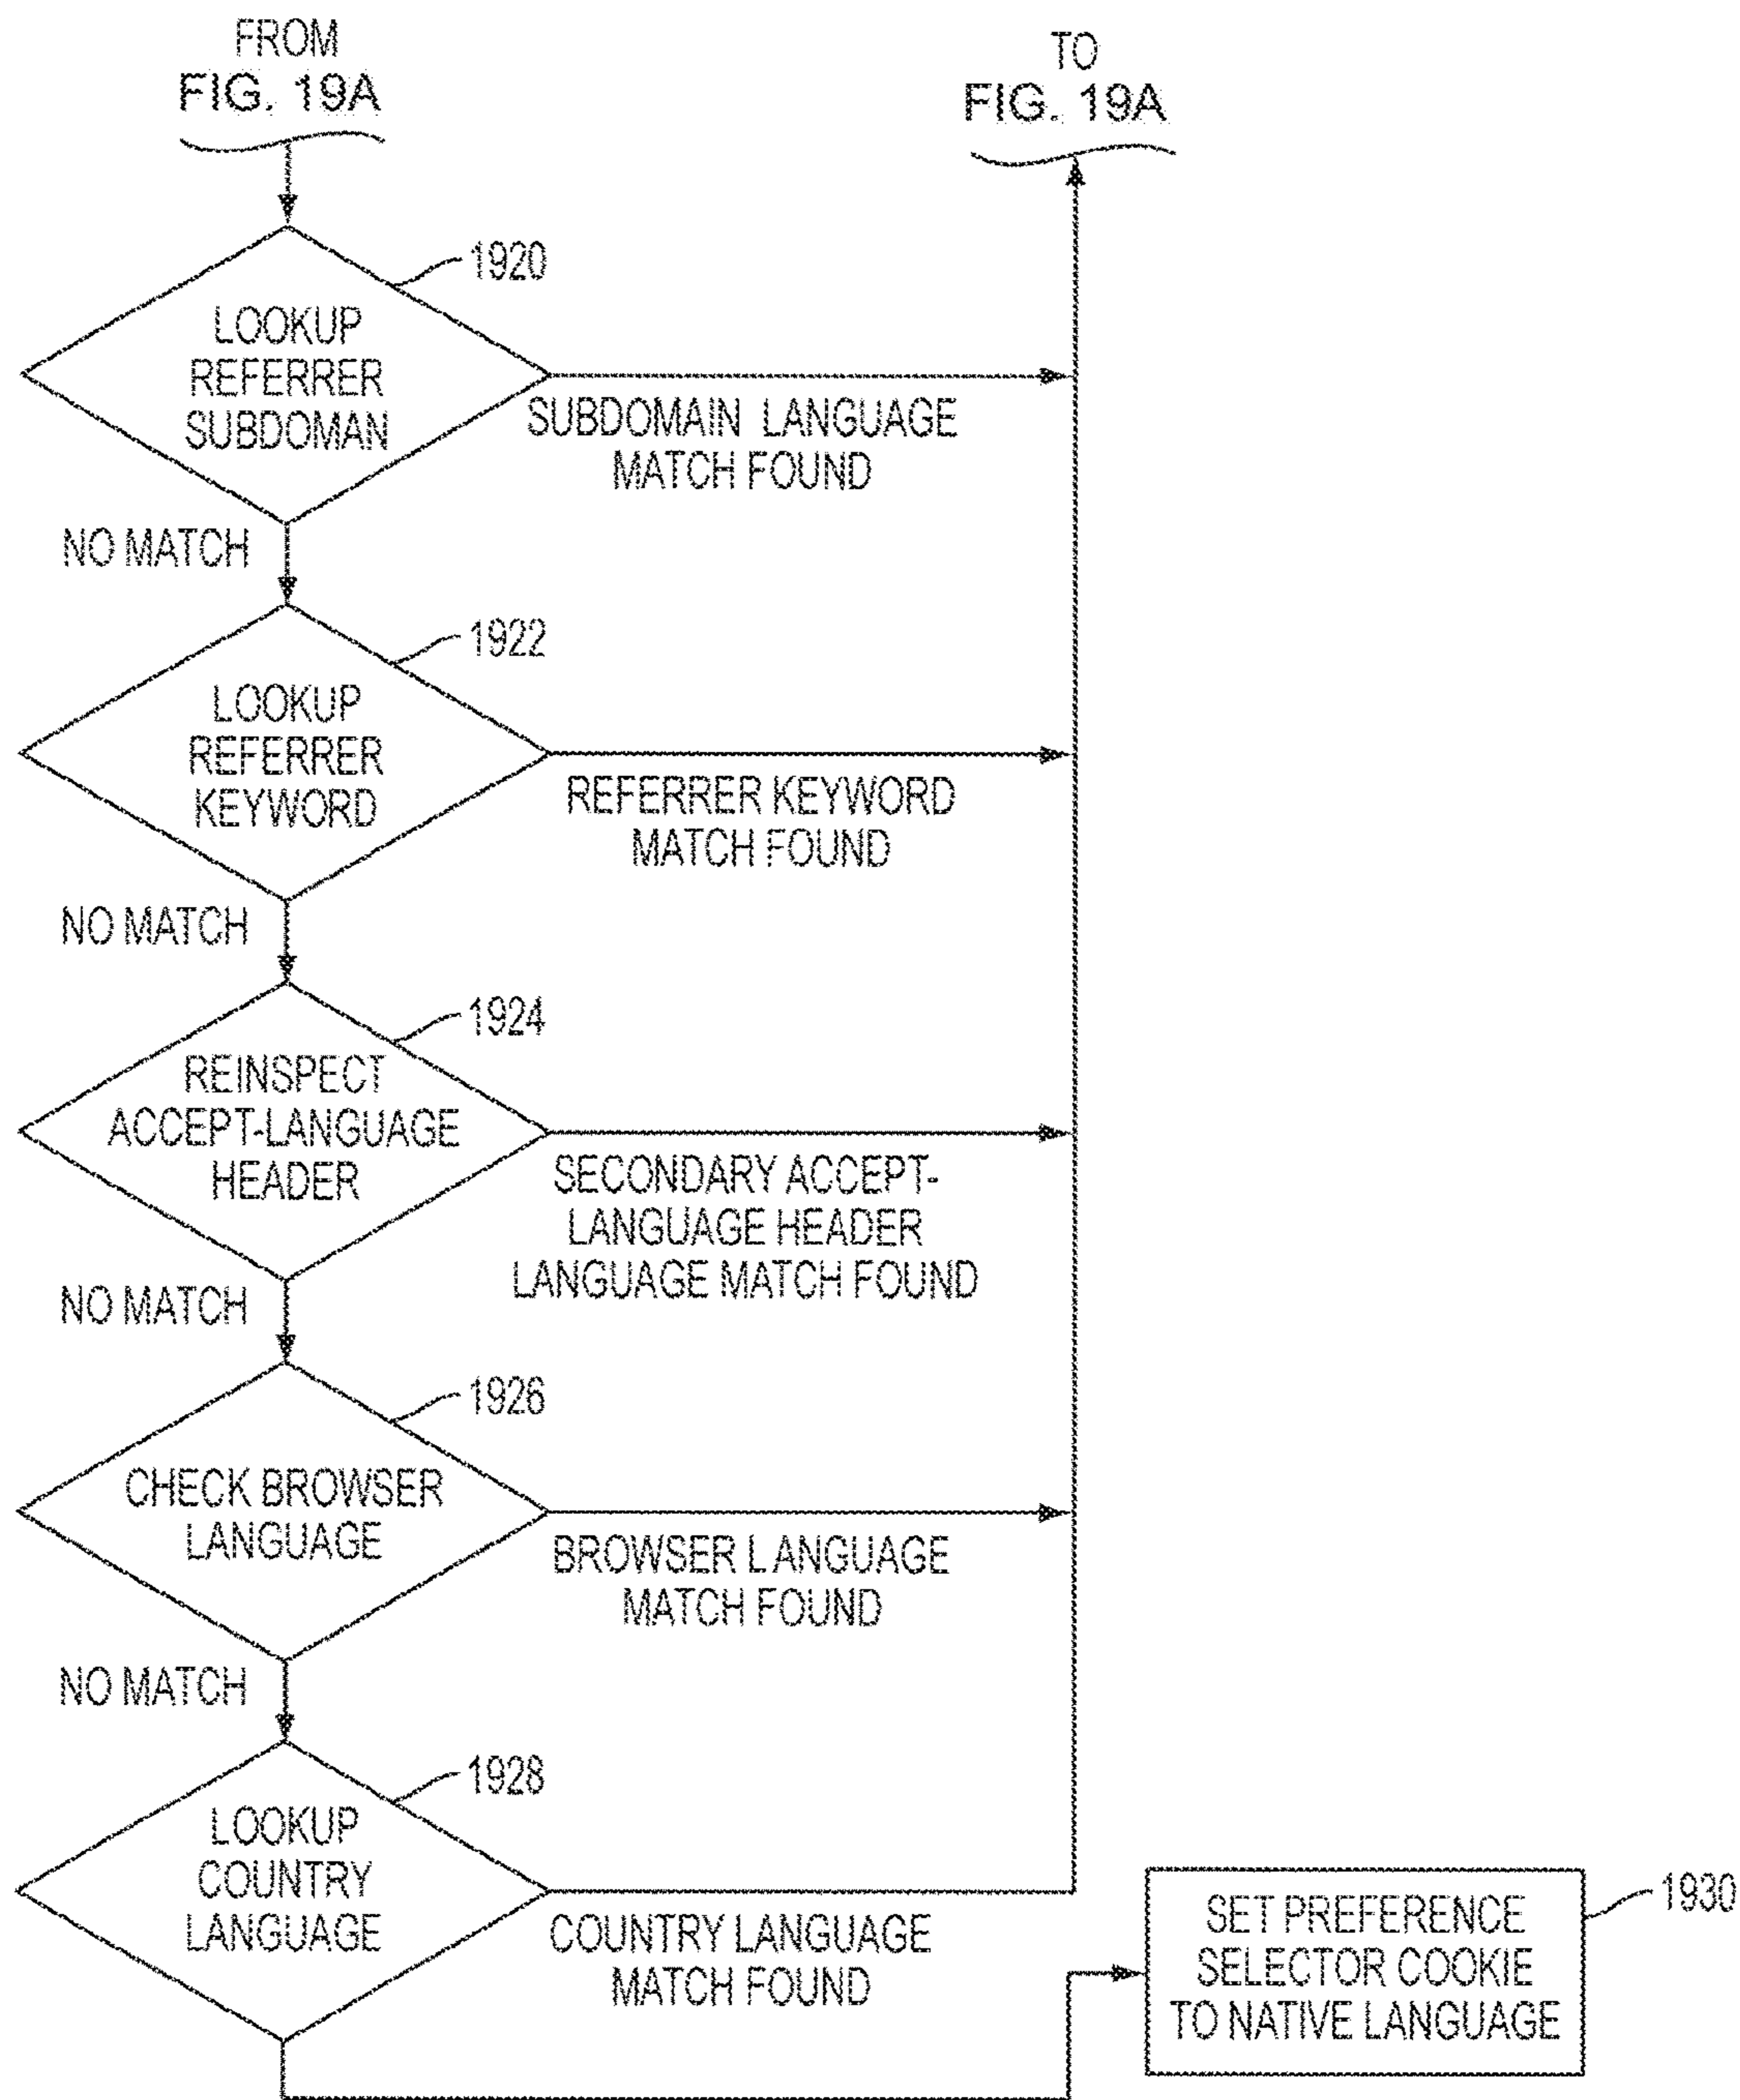 FROM
FIG. 19A
TO
FIG. 19A
1920
LOOKUP
REFERRER
SUBDOMAN
SUBDOMAIN LANGUAGE
MATCH FOUND
NO MATCH
1922
LOOKUP
REFERRER
KEYWORD
REFERRER KEYWORD
MATCH FOUND
NO MATCH
1924
REINSPECT
ACCEPT-LANGUAGE
HEADER
SECONDARY ACCEPT-
LANGUAGE HEADER
LANGUAGE MATCH FOUND
NO MATCH
1926
CHECK BROWSER
LANGUAGE
BROWSER LANGUAGE
MATCH FOUND
NO MATCH
1928
LOOKUP
COUNTRY
LANGUAGE
COUNTRY LANGUAGE
MATCH FOUND
1930
SET PREFERENCE
SELECTOR COOKIE
TO NATIVE LANGUAGE